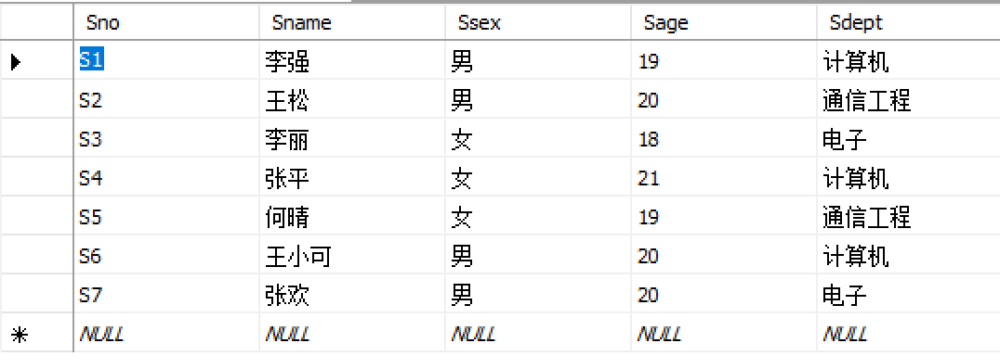 Sno Sname Ssex Sage Sdept
S1 李强 男 19 计算机
S2 王松 男 20 通信工程
S3 李丽 女 18 电子
S4 张平 女 21 计算机
S5 何晴 女 19 通信工程
S6 王小可 男 20 计算机
S7 张欢 男 20 电子
NULL NULL NULL NULL NULL